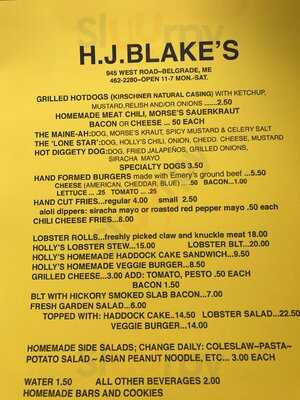 H.J.BLAKE'S
945 WEST ROAD~BELGRADE, ME
462-2280~OPEN 11-7 MON.-SAT.
GRILLED HOTDOGS (KIRSCHNER NATURAL CASING) WITH KETCHUP,
MUSTARD,RELISH AND/OR ONIONS .......2.50
HOMEMADE MEAT CHILI, MORSE'S SAUERKRAUT
BACON OR CHEESE ... 50 EACH
THE MAINE-AH:DOG, MORSE'S KRAUT, SPICY MUSTARD & CELERY SALT
THE 'LONE STAR':DOG, HOLLY'S CHILI, ONION, CHEDD. CHEESE, MUSTARD
HOT DIGGETY DOG:DOG, FRIED JALAPEÑOS, GRILLED ONIONS,
SIRACHA MAYO
SPECIALTY DOGS 3.50
HAND FORMED BURGERS made with Emery's ground beef ...5.50
CHEESE (AMERICAN, CHEDDAR, BLUE) ... .50 BACON...1.00
LETTUCE ... .25 TOMATO ... .25
HAND CUT FRIES---regular 4.00 small 2.50
aioli dippers: siracha mayo or roasted red pepper mayo .50 each
CHILI CHEESE FRIES...8.00
LOBSTER ROLLS...freshly picked claw and knuckle meat 18.00
HOLLY'S LOBSTER STEW...15.00 LOBSTER BLT...20.00
HOLLY'S HOMEMADE HADDOCK CAKE SANDWICH...9.50
HOLLY'S HOMEMADE VEGGIE BURGER...8.50
GRILLED CHEESE...3.00 ADD: TOMATO, PESTO .50 EACH
BACON 1.50
BLT WITH HICKORY SMOKED SLAB BACON...7.00
FRESH GARDEN SALAD...6.00
TOPPED WITH: HADDOCK CAKE..14.50 LOBSTER SALAD...22.50
VEGGIE BURGER...14.00
HOMEMADE SIDE SALADS; CHANGE DAILY: COLESLAW~PASTA~
POTATO SALAD ~ ASIAN PEANUT NOODLE, ETC... 3.00 EACH
WATER 1.50 ALL OTHER BEVERAGES 2.00
HOMEMADE BARS AND COOKIES